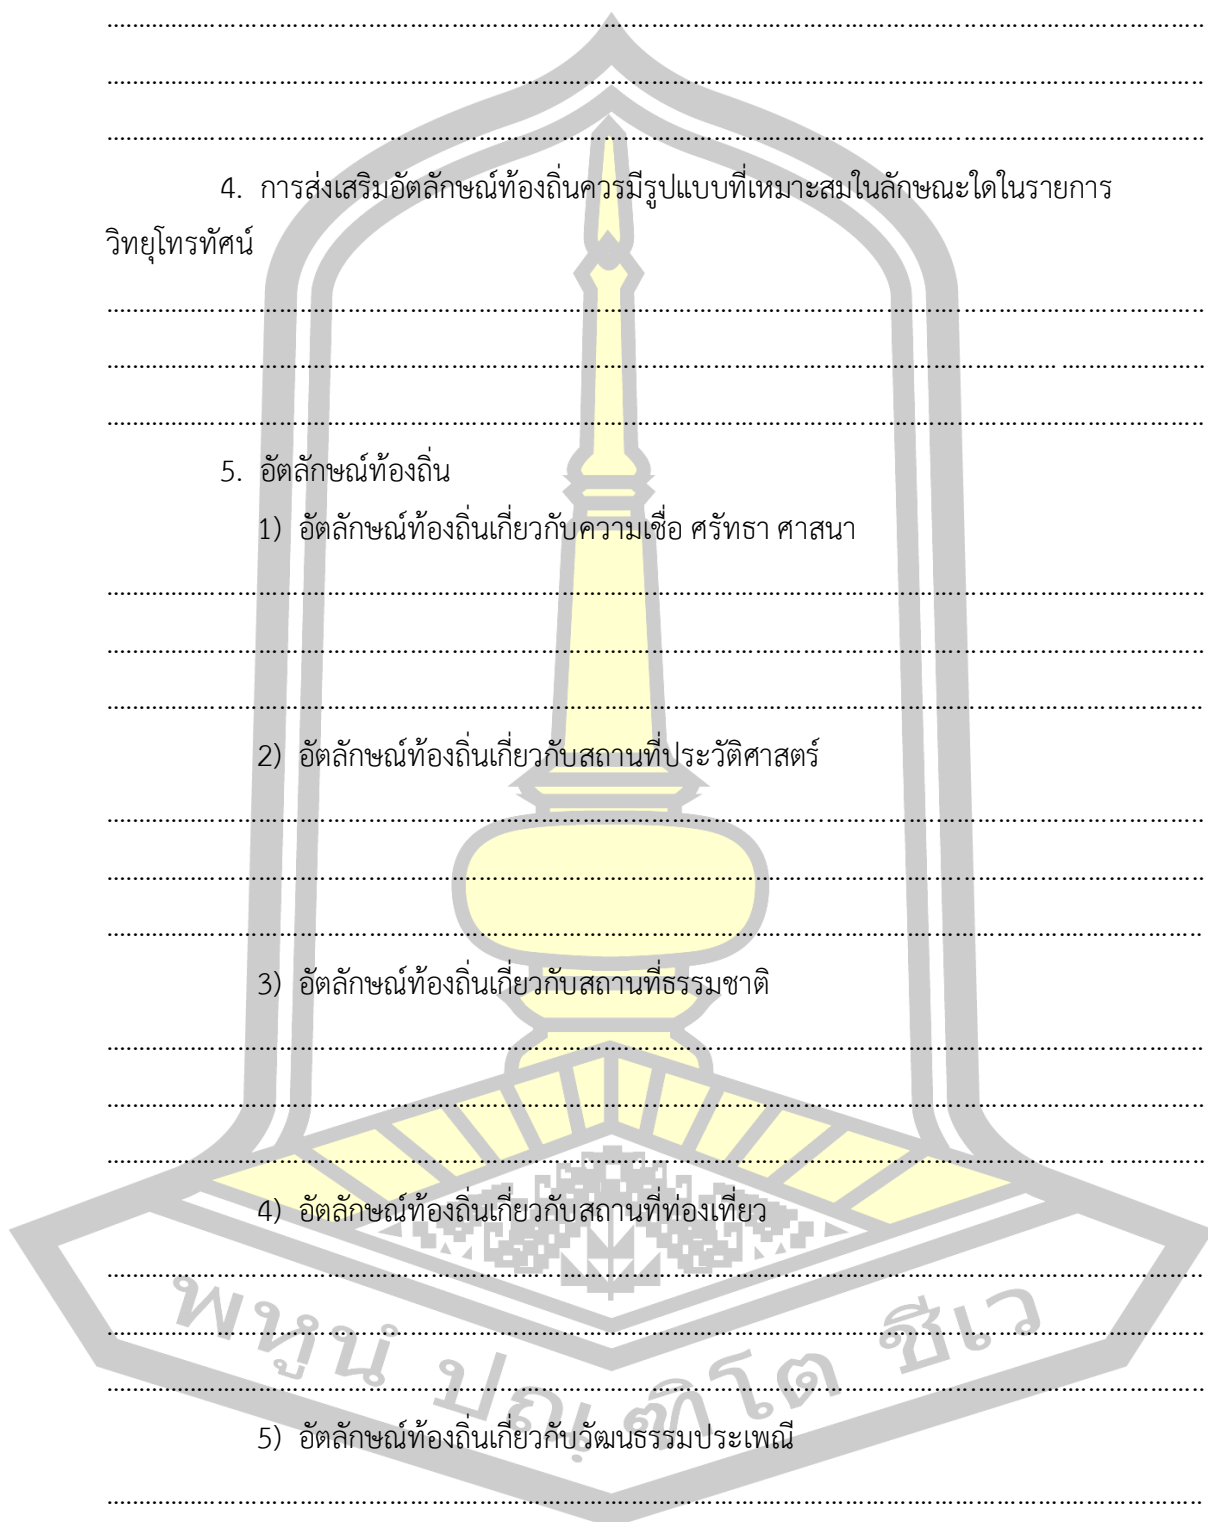 4. การส่งเสริมอัตลักษณ์ท้องถิ่นควรมีรูปแบบที่เหมาะสมในลักษณะใดในรายการ
วิทยุโทรทัศน์
5. อัตลักษณ์ท้องถิ่น
1) อัตลักษณ์ท้องถิ่นเกี่ยวกับความเชื่อ ศรัทธา ศาสนา
2) อัตลักษณ์ท้องถิ่นเกี่ยวกับสถานที่ประวัติศาสตร์
3) อัตลักษณ์ท้องถิ่นเกี่ยวกับสถานที่ธรรมชาติ
4) อัตลักษณ์ท้องถิ่นเกี่ยวกับสถานที่ท่องเที่ยว
พหูนํ ปณฺฑิโต ชีเว
5) อัตลักษณ์ท้องถิ่นเกี่ยวกับวัฒนธรรมประเพณี